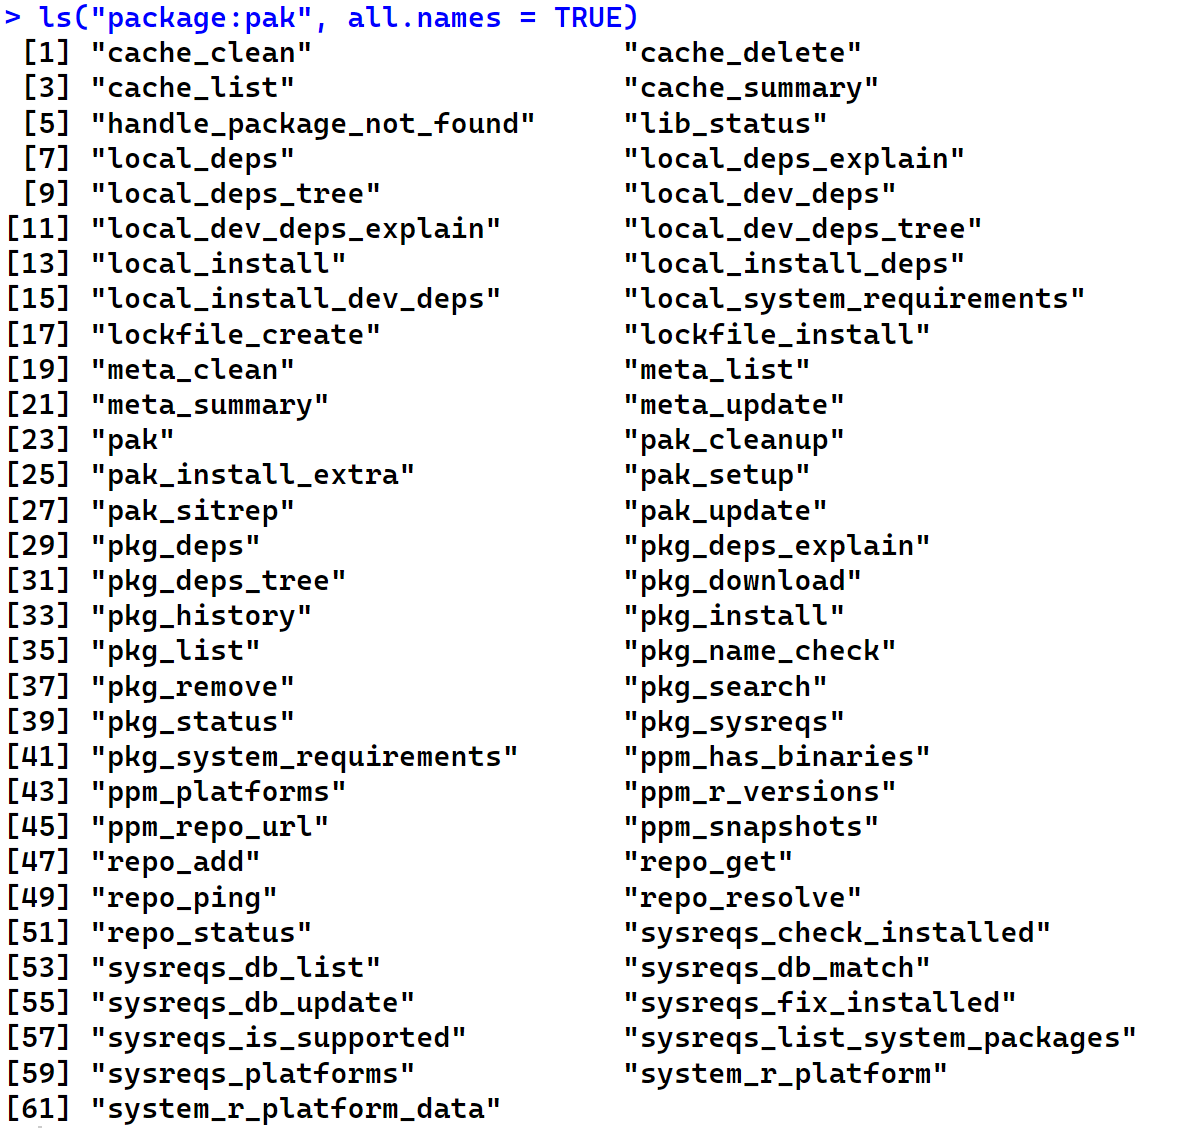 > ls("package:pak", all.names = TRUE)
 [1] "cache_clean"                  "cache_delete"
 [3] "cache_list"                   "cache_summary"
 [5] "handle_package_not_found"     "lib_status"
 [7] "local_deps"                   "local_deps_explain"
 [9] "local_deps_tree"              "local_dev_deps"
[11] "local_dev_deps_explain"       "local_dev_deps_tree"
[13] "local_install"                "local_install_deps"
[15] "local_install_dev_deps"       "local_system_requirements"
[17] "lockfile_create"              "lockfile_install"
[19] "meta_clean"                   "meta_list"
[21] "meta_summary"                 "meta_update"
[23] "pak"                          "pak_cleanup"
[25] "pak_install_extra"            "pak_setup"
[27] "pak_sitrep"                   "pak_update"
[29] "pkg_deps"                     "pkg_deps_explain"
[31] "pkg_deps_tree"                "pkg_download"
[33] "pkg_history"                  "pkg_install"
[35] "pkg_list"                     "pkg_name_check"
[37] "pkg_remove"                   "pkg_search"
[39] "pkg_status"                   "pkg_sysreqs"
[41] "pkg_system_requirements"      "ppm_has_binaries"
[43] "ppm_platforms"                "ppm_r_versions"
[45] "ppm_repo_url"                 "ppm_snapshots"
[47] "repo_add"                     "repo_get"
[49] "repo_ping"                    "repo_resolve"
[51] "repo_status"                  "sysreqs_check_installed"
[53] "sysreqs_db_list"              "sysreqs_db_match"
[55] "sysreqs_db_update"            "sysreqs_fix_installed"
[57] "sysreqs_is_supported"         "sysreqs_list_system_packages"
[59] "sysreqs_platforms"            "system_r_platform"
[61] "system_r_platform_data"